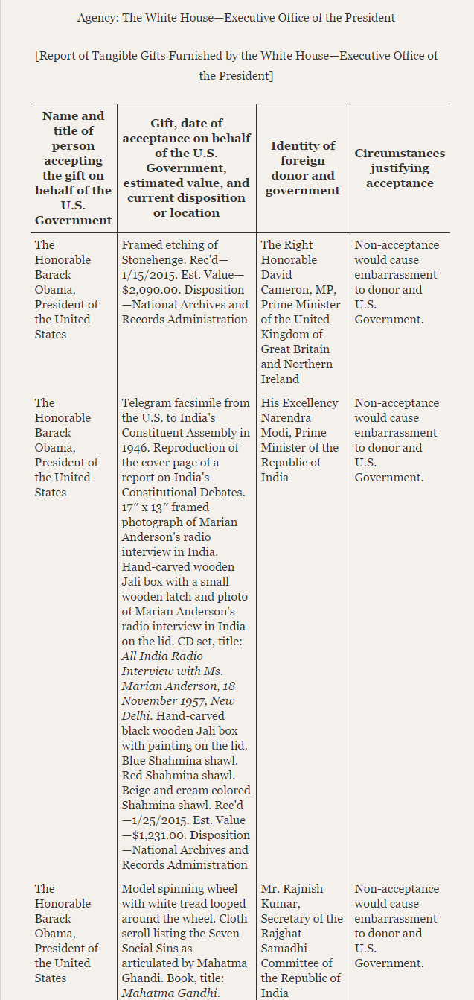 Agency: The White House—Executive Office of the President
[Report of Tangible Gifts Furnished by the White House—Executive Office of
the President]
Name and
title of
person
accepting
the gift on
behalf of the
U.S.
Government
Gift, date of
acceptance on behalf
of the U.S.
Government,
estimated value, and
current disposition
or location
Identity of
foreign
donor and
government
Circumstances
justifying
acceptance
The
Honorable
Barack
Obama,
President of
the United
States
Framed etching of
Stonehenge. Rec'd—
1/15/2015. Est. Value—
$2,090.00. Disposition
—National Archives and
Records Administration
The Right
Honorable
David
Cameron, MP,
Prime Minister
of the United
Kingdom of
Great Britain
and Northern
Ireland
Non-acceptance
would cause
embarrassment
to donor and
U.S.
Government.
The
Honorable
Barack
Obama,
President of
the United
States
Telegram facsimile from
the U.S. to India's
Constituent Assembly in
1946. Reproduction of
the cover page of a
report on India's
Constitutional Debates.
17″ x 13″ framed
photograph of Marian
Anderson's radio
interview in India.
Hand-carved wooden
Jali box with a small
wooden latch and photo
of Marian Anderson's
radio interview in India
on the lid. CD set, title:
All India Radio
Interview with Ms.
Marian Anderson, 18
November 1957, New
Delhi. Hand-carved
black wooden Jali box
with painting on the lid.
Blue Shahmina shawl.
Red Shahmina shawl.
Beige and cream colored
Shahmina shawl. Rec'd
—1/25/2015. Est. Value
—$1,231.00. Disposition
—National Archives and
Records Administration
His Excellency
Narendra
Modi, Prime
Minister of the
Republic of
India
Non-acceptance
would cause
embarrassment
to donor and
U.S.
Government.
The
Honorable
Barack
Obama,
President of
the United
States
Model spinning wheel
with white tread looped
around the wheel. Cloth
scroll listing the Seven
Social Sins as
articulated by Mahatma
Ghandi. Book, title:
Mahatma Gandhi.
Mr. Rajnish
Kumar,
Secretary of the
Rajghat
Samadhi
Committee of
the Republic of
India
Non-acceptance
would cause
embarrassment
to donor and
U.S.
Government.